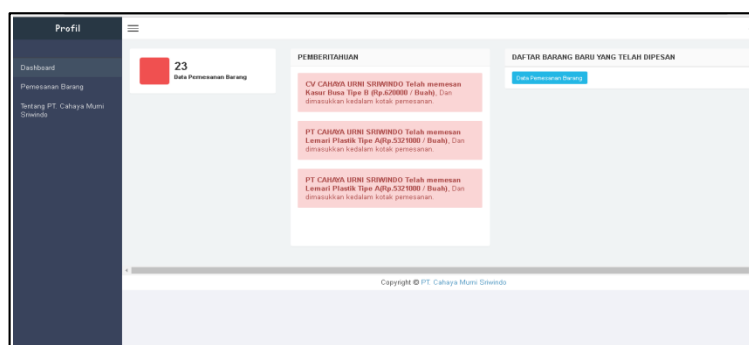 Profil
Dashboard
Pemesanan Barang
Tentang PT. Cahaya Murni
Sriwindo
23
Data Pemesanan Barang
PEMBERITAHUAN
CV CAHAYA URNI SRIWINDO Telah memesan
Kasur Busa Tipe B (Rp.620000 / Buah), Dan
dimasukkan kedalam kotak pemesanan.
PT CAHAYA URNI SRIWINDO Telah memesan
Lemari Plastik Tipe A(Rp.5321000 / Buah), Dan
dimasukkan kedalam kotak pemesanan.
PT CAHAYA URNI SRIWINDO Telah memesan
Lemari Plastik Tipe A(Rp.5321000 / Buah), Dan
dimasukkan kedalam kotak pemesanan.
DAFTAR BARANG BARU YANG TELAH DIPESAN
Data Pemesanan Barang
Copyright © PT. Cahaya Murni Sriwindo